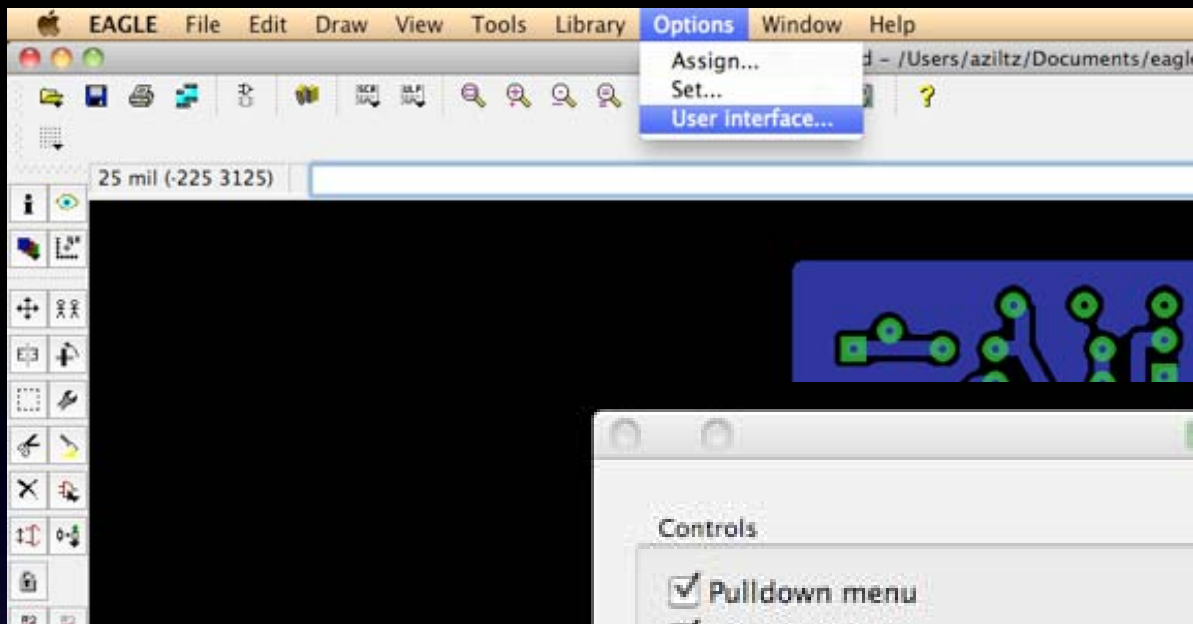 EAGLE File Edit Draw View Tools Library Options Window Help
Assign...
d - /Users/aziltz/Documents/eagle
Set...
User interface...
25 mil (-225 3125)
Controls
Pulldown menu